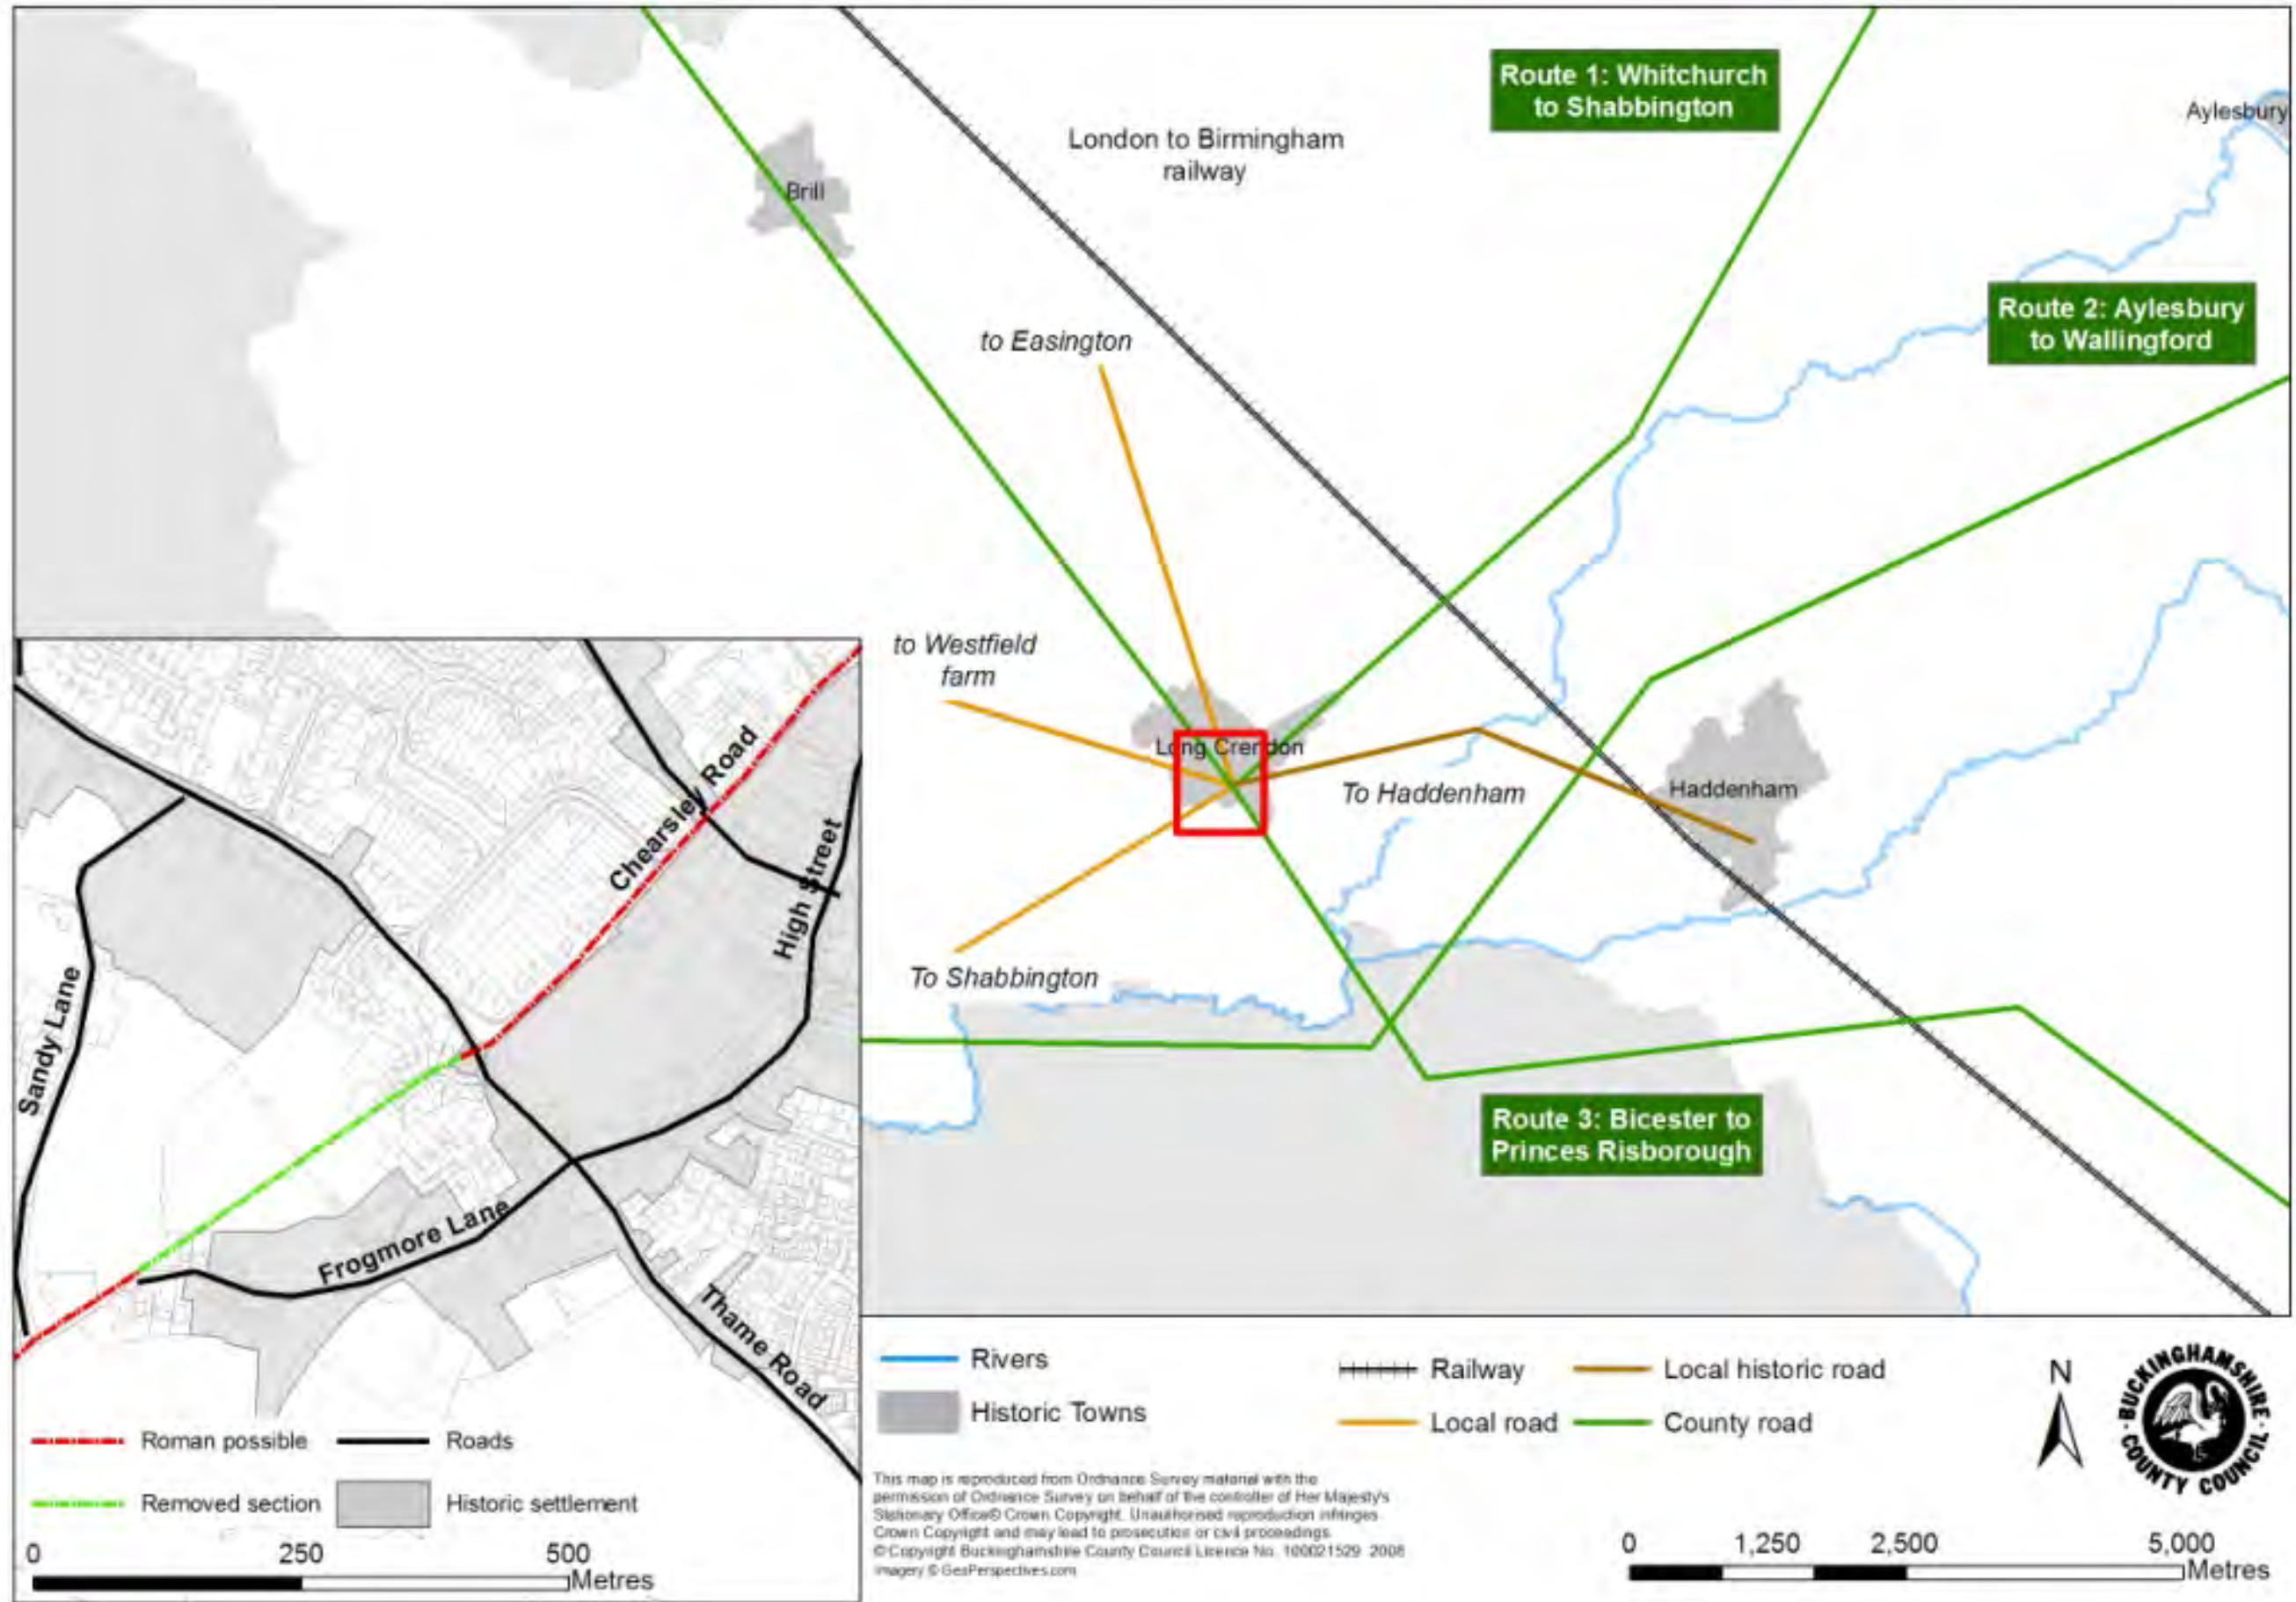 Route 1: Whitchurch
to Shabbington
Aylesbury
London to Birmingham
railway
Brill
Route 2: Aylesbury
to Wallingford
to Easington
to Westfield
farm
Long Crendon
To Haddenham
Haddenham
To Shabbington
Route 3: Bicester to
Princes Risborough
Chearsley Road
High Street
Sandy Lane
Frogmore Lane
Thame Road
Roman possible
Roads
Removed section
Historic settlement
0 250 500
Metres
Rivers
Historic Towns
Railway
Local road
Local historic road
County road
This map is reproduced from Ordnance Survey material with the
permission of Ordnance Survey on behalf of the controller of Her Majesty's
Stationary Office© Crown Copyright. Unauthorised reproduction infringes
Crown Copyright and may lead to prosecution or civil proceedings.
© Copyright Buckinghamshire County Council Licence No. 100021529 2008
Imagery © GeoPerspectives.com
N
BUCKINGHAMSHIRE
COUNTY COUNCIL
0 1,250 2,500 5,000
Metres